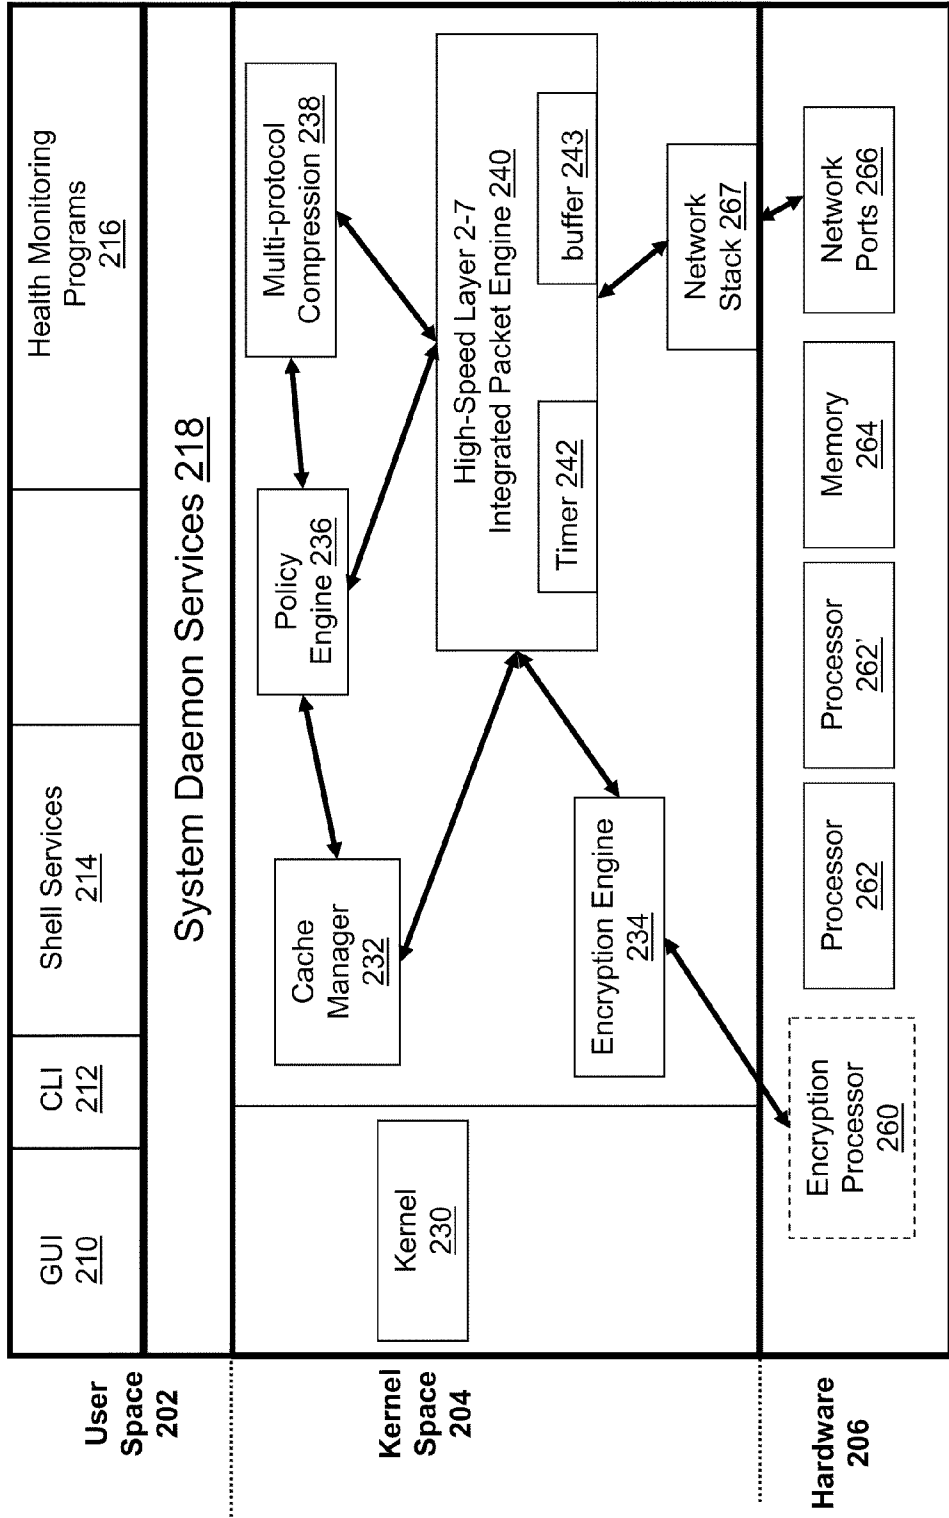 User
Space
202
GUI
210
CLI
212
Shell Services
214
Health Monitoring
Programs
216
System Daemon Services 218
Kernel
Space 204
Kernel
230
Cache
Manager
232
Policy
Engine 236
Multi-protocol
Compression 238
High-Speed Layer 2-7
Integrated Packet Engine 240
Timer 242
buffer 243
Encryption Engine
234
Network
Stack 267
Hardware
206
Encryption
Processor
260
Processor
262
Processor
262'
Memory
264
Network
Ports 266